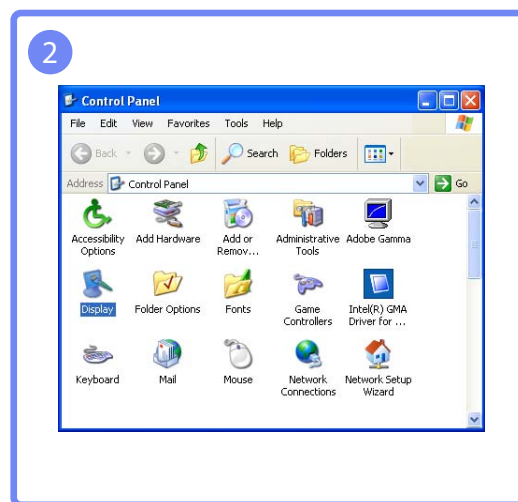 2
Control Panel
File Edit View Favorites Tools Help
Back Search Folders
Address Control Panel Go
Accessibility Options Add Hardware Add or Remov... Administrative Tools Adobe Gamma
Display Folder Options Fonts Game Controllers Intel(R) GMA Driver for ...
Keyboard Mail Mouse Network Connections Network Setup Wizard